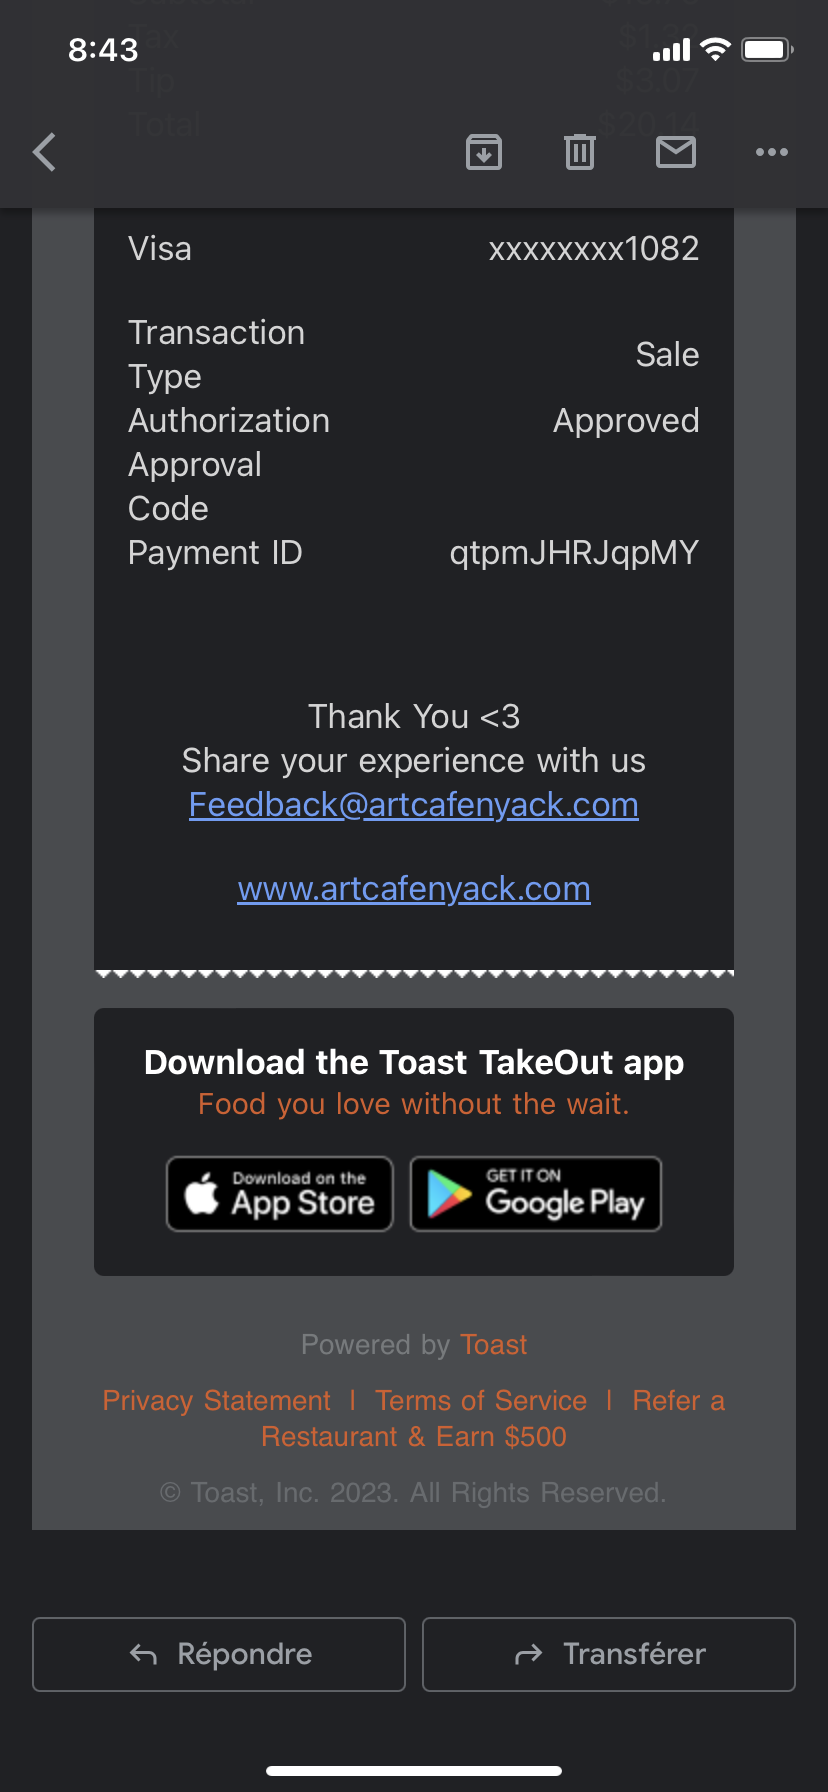 8:43
Tax
Tip $3.07
Total $20.14
Visa xxxxxxxx1082
Transaction
Type Sale
Authorization Approved
Approval
Code
Payment ID qtpmJHRJqpMY
Thank You <3
Share your experience with us
Feedback@artcafenyack.com
www.artcafenyack.com
Download the Toast TakeOut app
Food you love without the wait.
Download on the
App Store
GET IT ON
Google Play
Powered by Toast
Privacy Statement | Terms of Service | Refer a
Restaurant & Earn $500
© Toast, Inc. 2023. All Rights Reserved.
Répondre Transférer